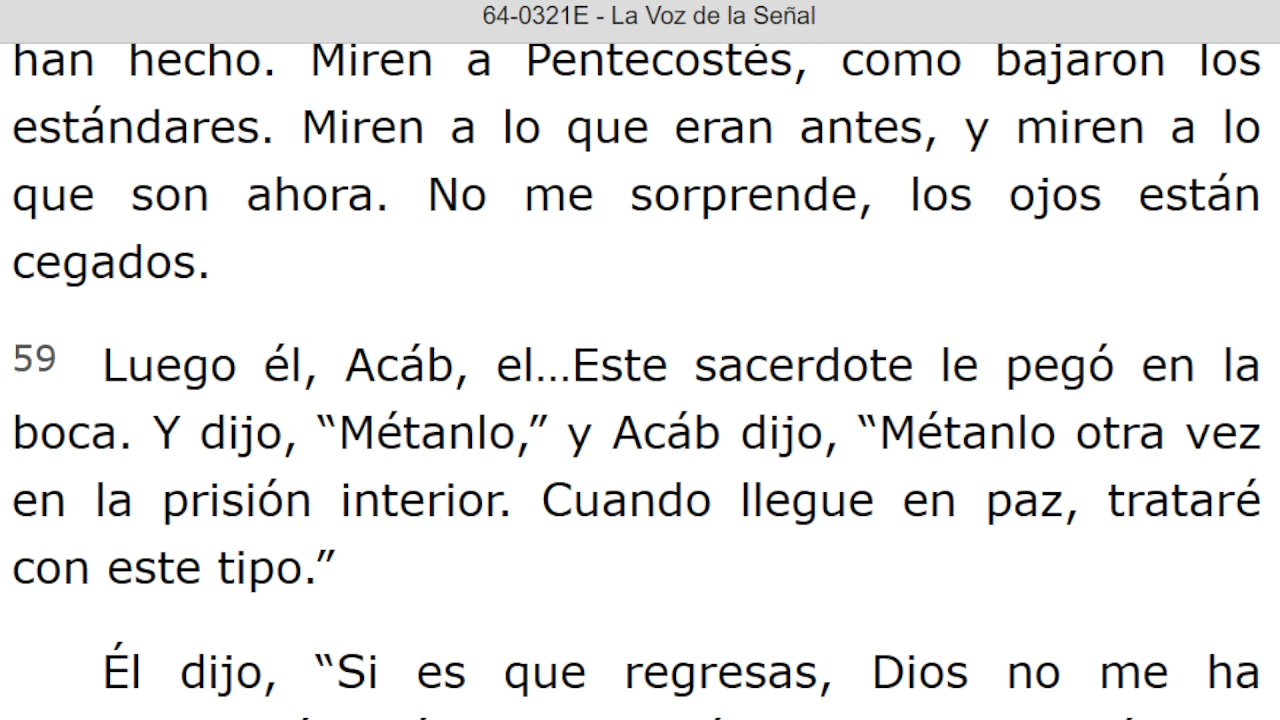 64-0321E - La Voz de la Señal
han hecho. Miren a Pentecostés, como bajaron los
estándares. Miren a lo que eran antes, y miren a lo
que son ahora. No me sorprende, los ojos están
cegados.
59 Luego él, Acáb, el...Este sacerdote le pegó en la
boca. Y dijo, “Métanlo,” y Acáb dijo, “Métanlo otra vez
en la prisión interior. Cuando llegue en paz, trataré
con este tipo.”
Él dijo, “Si es que regresas, Dios no me ha